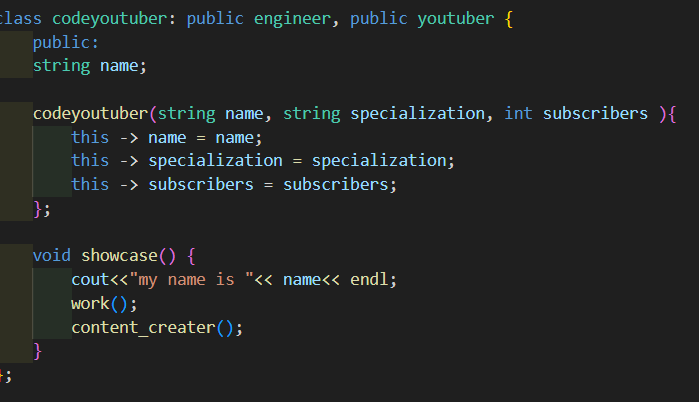 class codeyoutuber: public engineer, public youtuber {
public:
string name;
codeyoutuber(string name, string specialization, int subscribers ){
this -> name = name;
this -> specialization = specialization;
this -> subscribers = subscribers;
};
void showcase() {
cout<<"my name is "<< name<< endl;
work();
content_creater();
}
};